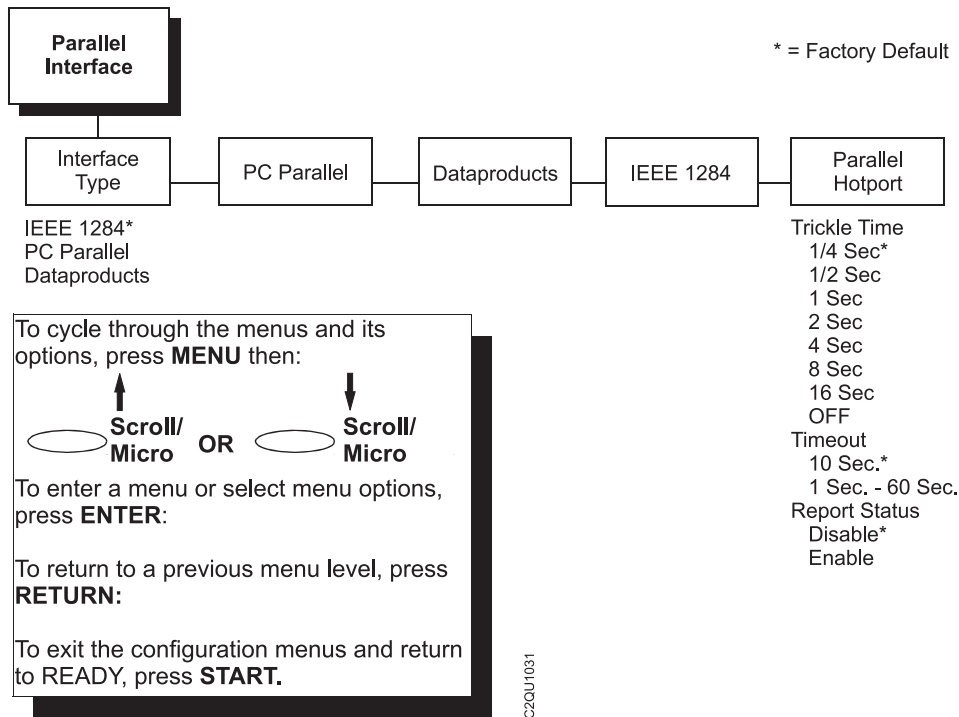 Parallel
Interface
* = Factory Default
Interface
Type
PC Parallel
Dataproducts
IEEE 1284
Parallel
Hotport
IEEE 1284*
PC Parallel
Dataproducts
Trickle Time
1/4 Sec*
1/2 Sec
1 Sec
2 Sec
4 Sec
8 Sec
16 Sec
OFF
Timeout
10 Sec.*
1 Sec. - 60 Sec.
Report Status
Disable*
Enable
To cycle through the menus and its
options, press MENU then:
Scroll/
Micro
OR
Scroll/
Micro
To enter a menu or select menu options,
press ENTER:
To return to a previous menu level, press
RETURN:
To exit the configuration menus and return
to READY, press START.
C2QU1031